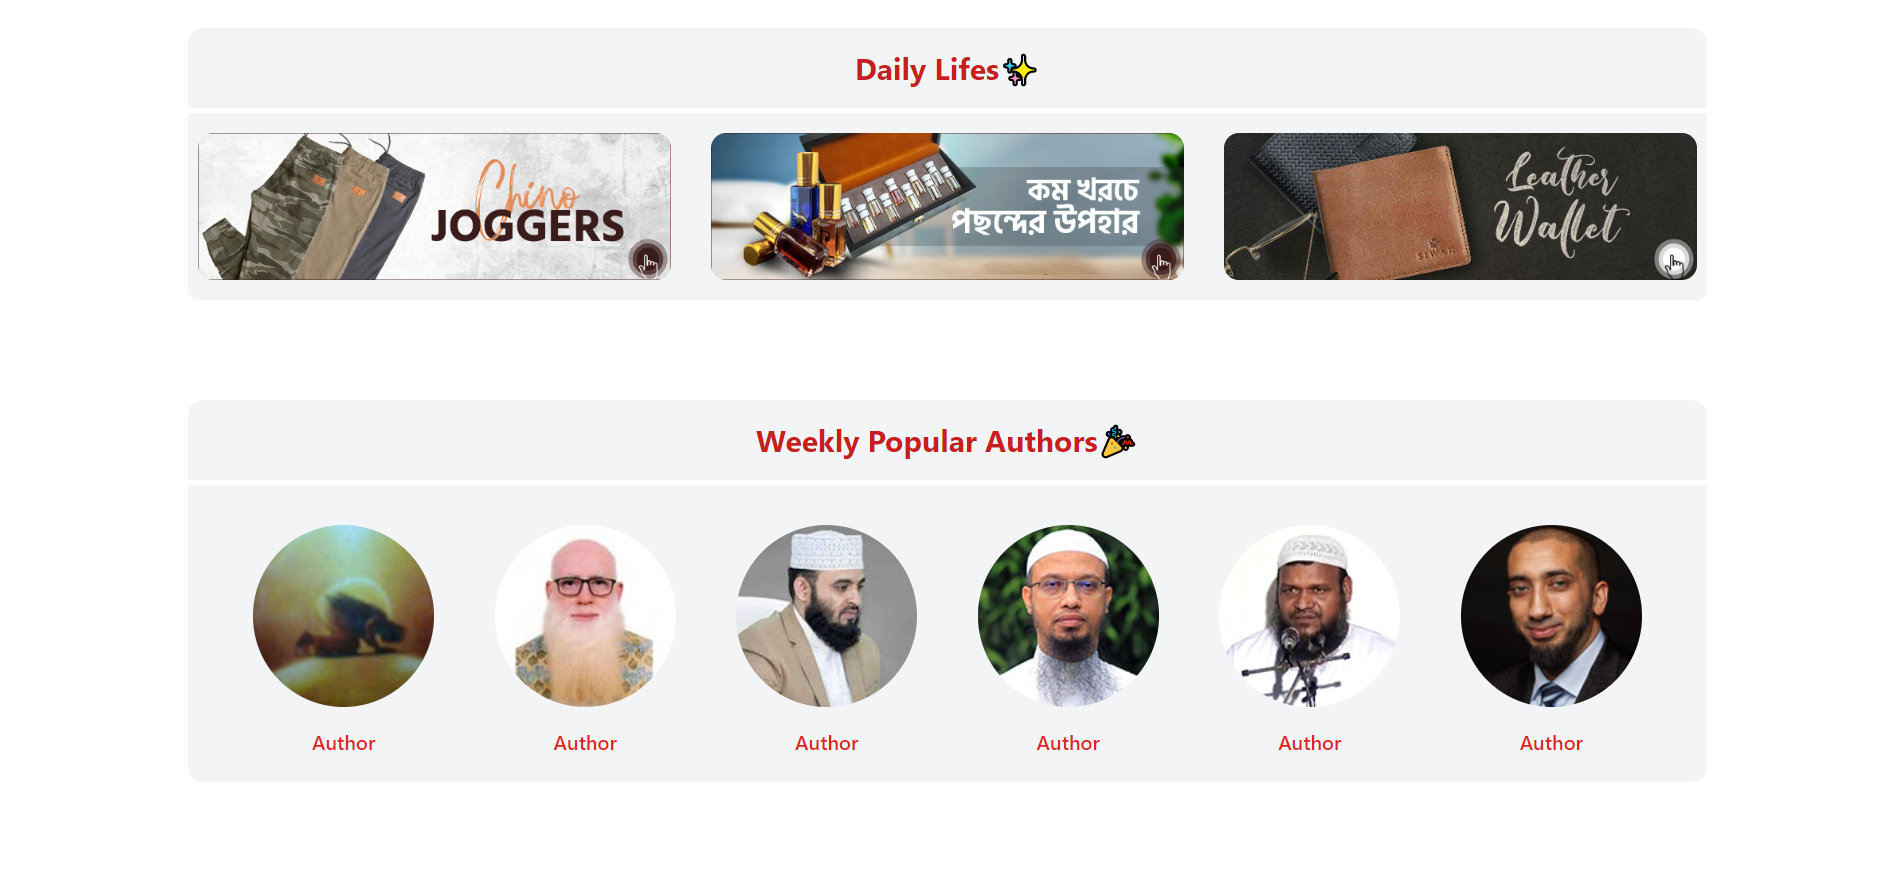 Daily Lifes
Chino
JOGGERS
কম খরচে
পছন্দের উপহার
Leather
Wallet
SIWAK
Weekly Popular Authors
Author
Author
Author
Author
Author
Author